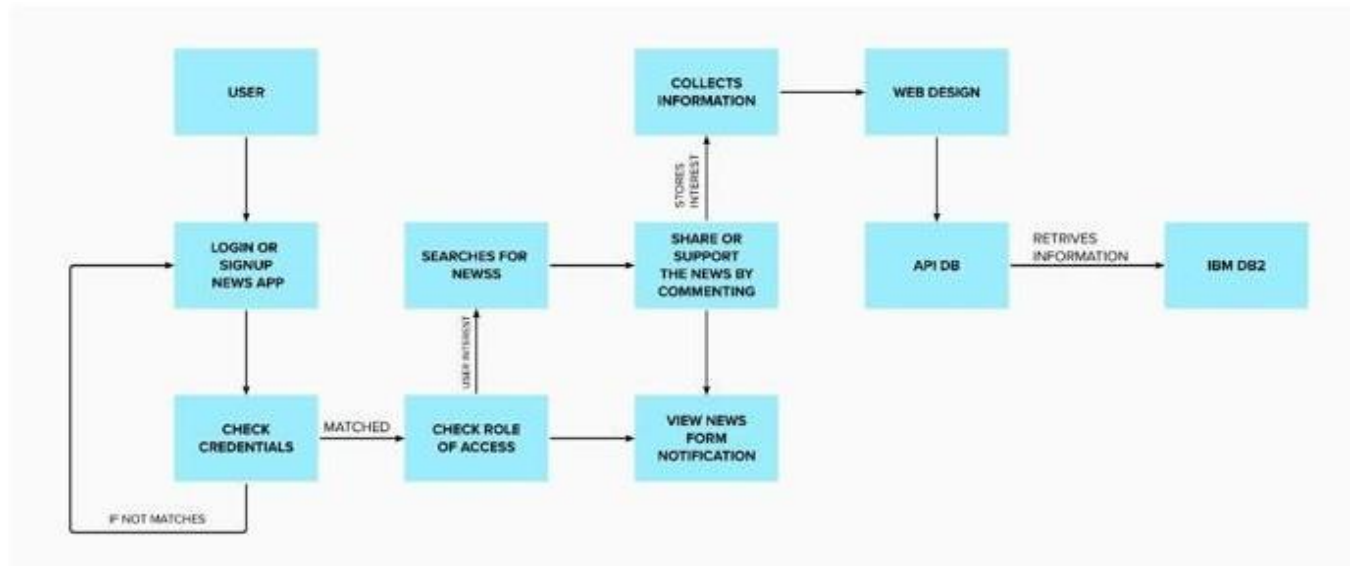 USER
COLLECTS
INFORMATION
WEB DESIGN
STORES
INTEREST
LOGIN OR
SIGNUP
NEWS APP
SEARCHES FOR
NEWSS
SHARE OR
SUPPORT
THE NEWS BY
COMMENTING
API DB
RETRIVES
INFORMATION
IBM DB2
USER INTEREST
CHECK
CREDENTIALS
MATCHED
CHECK ROLE
OF ACCESS
VIEW NEWS
FORM
NOTIFICATION
IF NOT MATCHES